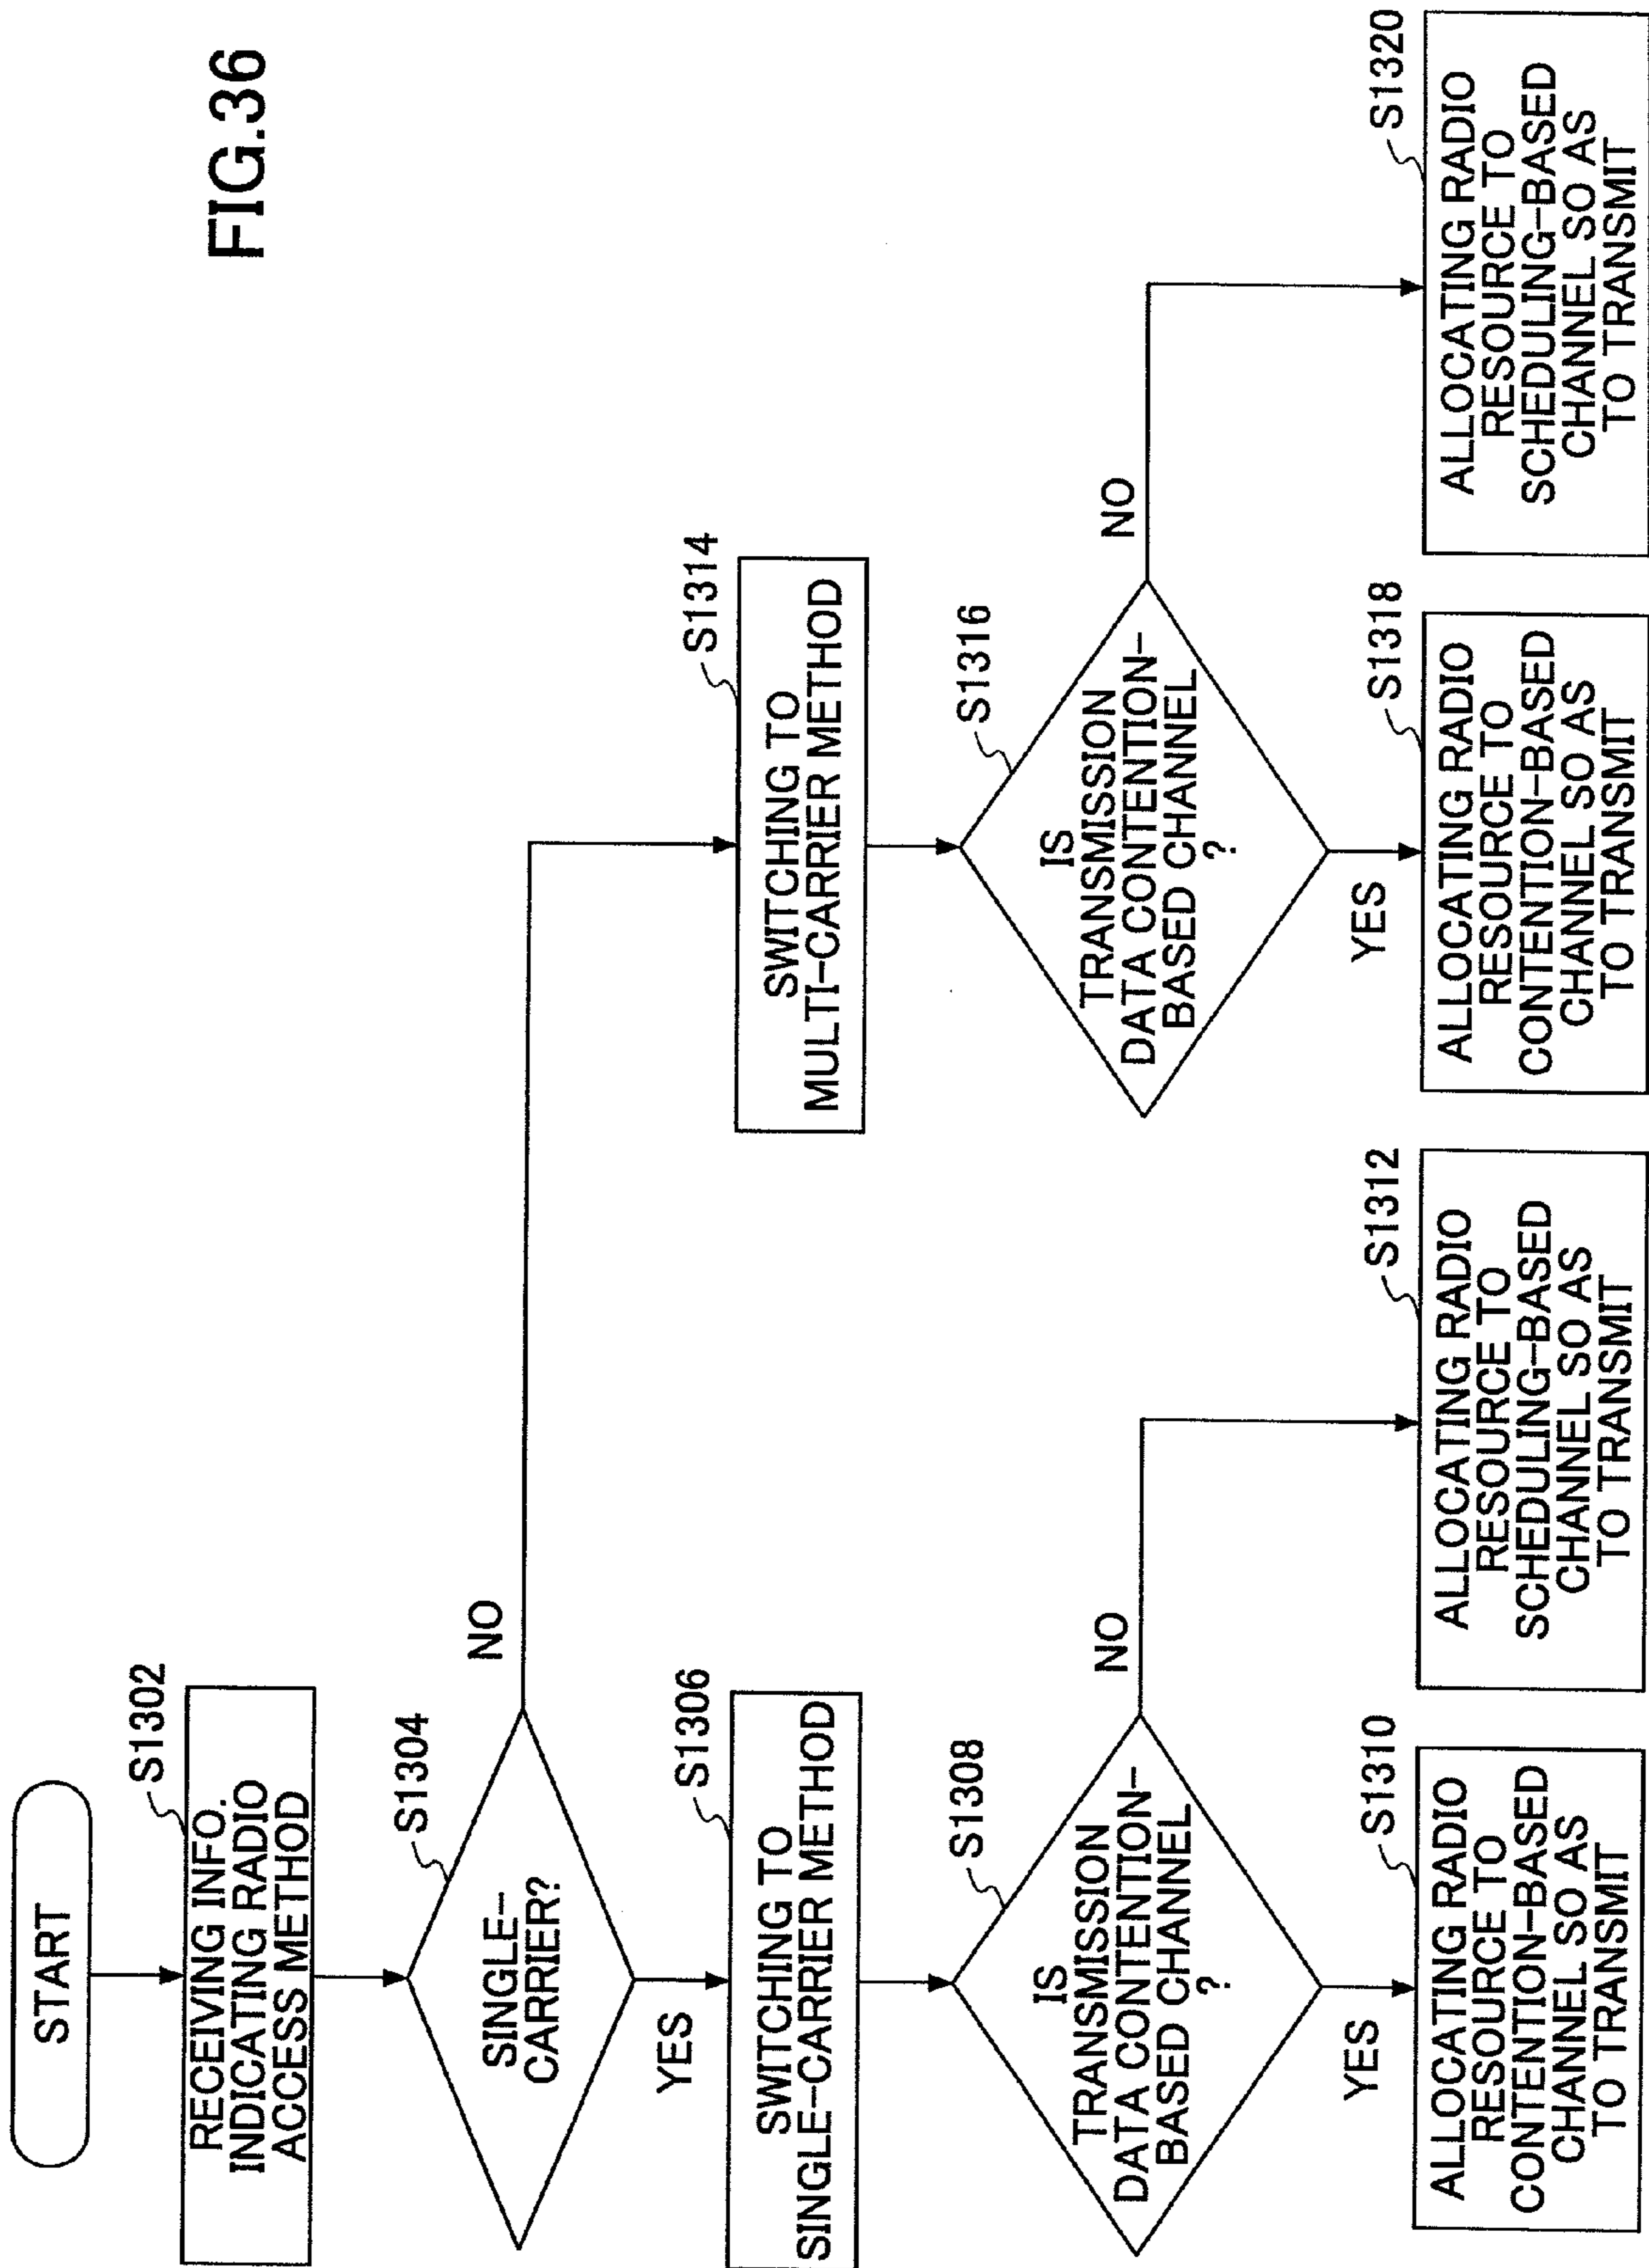 FIG.36
START
S1302
RECEIVING INFO.
INDICATING RADIO
ACCESS METHOD
S1304
SINGLE-
CARRIER?
NO
YES
S1306
SWITCHING TO
SINGLE-CARRIER METHOD
S1308
IS
TRANSMISSION
DATA CONTENTION-
BASED CHANNEL
?
NO
YES
S1310
ALLOCATING RADIO
RESOURCE TO
CONTENTION-BASED
CHANNEL SO AS
TO TRANSMIT
S1312
ALLOCATING RADIO
RESOURCE TO
SCHEDULING-BASED
CHANNEL SO AS
TO TRANSMIT
S1314
SWITCHING TO
MULTI-CARRIER METHOD
S1316
IS
TRANSMISSION
DATA CONTENTION-
BASED CHANNEL
?
NO
YES
S1318
ALLOCATING RADIO
RESOURCE TO
CONTENTION-BASED
CHANNEL SO AS
TO TRANSMIT
S1320
ALLOCATING RADIO
RESOURCE TO
SCHEDULING-BASED
CHANNEL SO AS
TO TRANSMIT